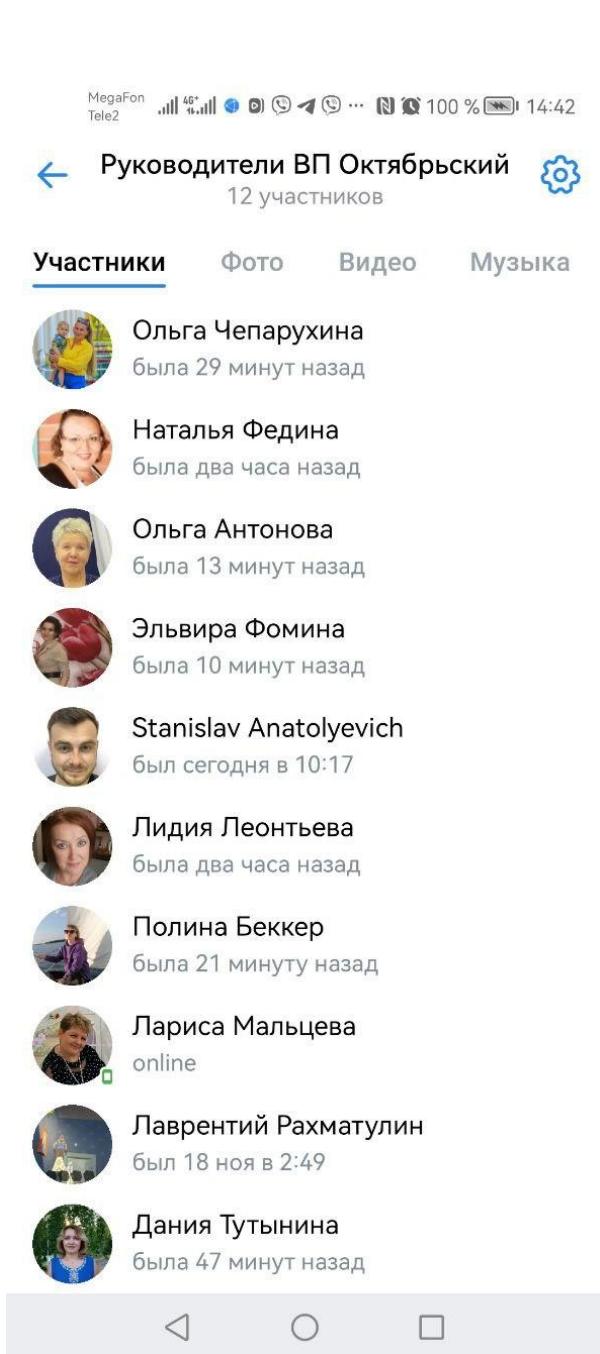 MegaFon
Tele2
4G+ 100 % 14:42
Руководители ВП Октябрьский
12 участников
Участники Фото Видео Музыка
Ольга Чепарухина
была 29 минут назад
Наталья Федина
была два часа назад
Ольга Антонова
была 13 минут назад
Эльвира Фомина
была 10 минут назад
Stanislav Anatolyevich
был сегодня в 10:17
Лидия Леонтьева
была два часа назад
Полина Беккер
была 21 минуту назад
Лариса Мальцева
online
Лаврентий Рахматулин
был 18 ноя в 2:49
Дания Тутынина
была 47 минут назад